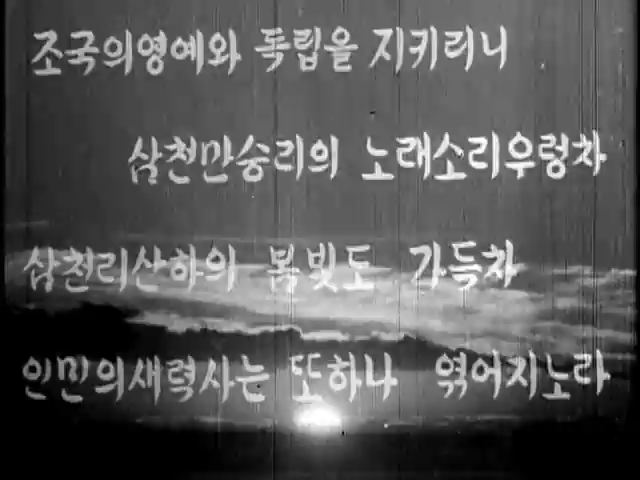 조국의영예와 독립을 지키리니
삼천만승리의 노래소리우렁차
삼천리산하의 봄빛도 가득차
인민의새력사는 또하나 엮어지노라